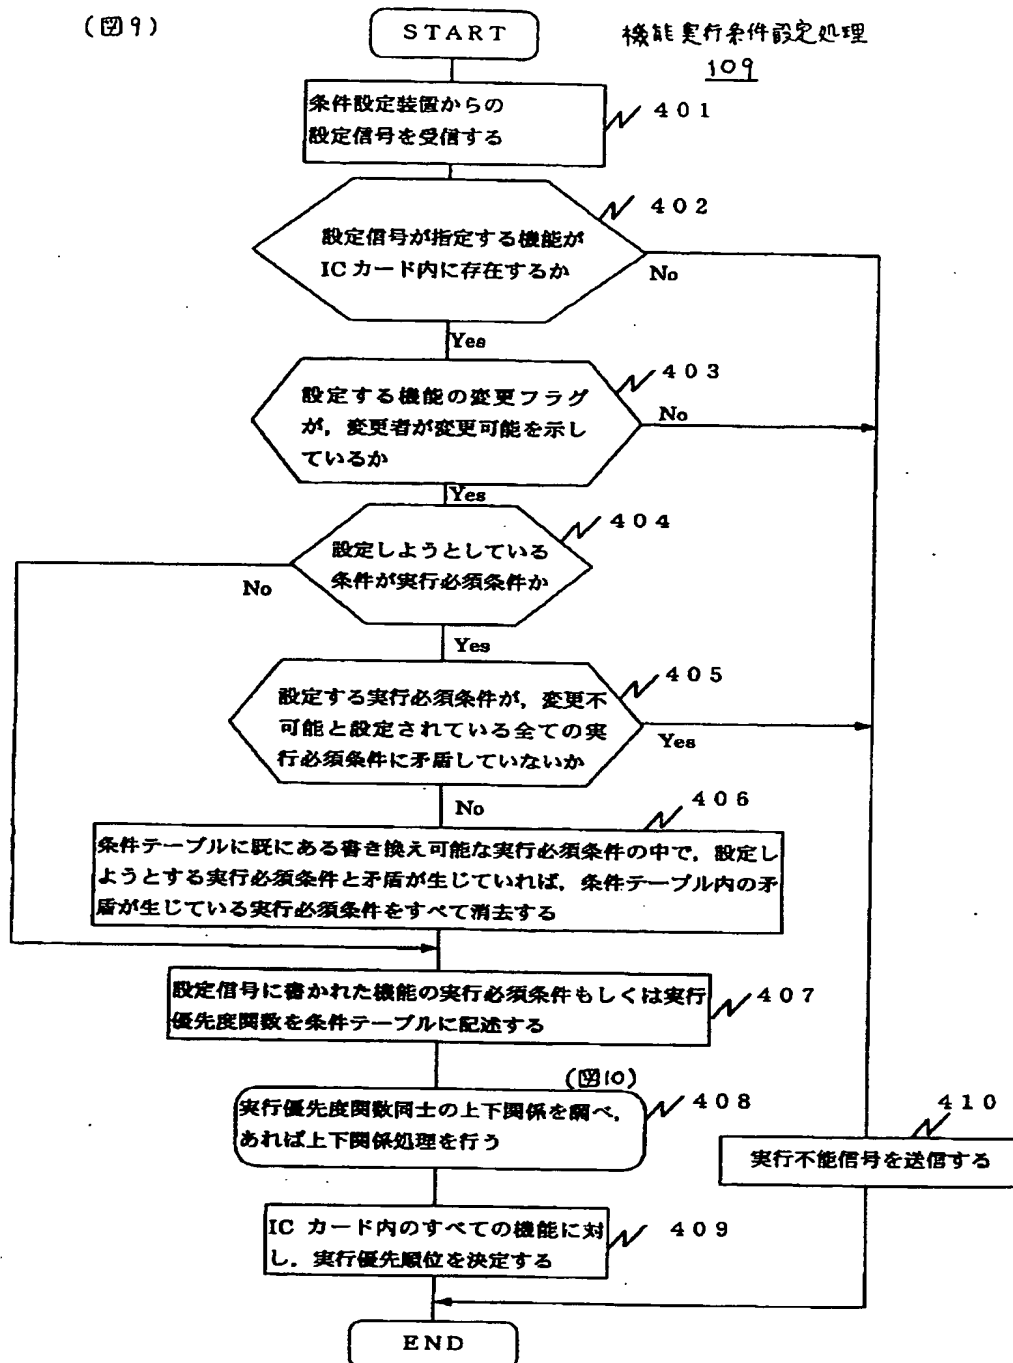 (図9)
START
機能実行条件設定処理
109
条件設定装置からの
設定信号を受信する
401
402
設定信号が指定する機能が
ICカード内に存在するか
No
Yes
403
設定する機能の変更フラグ
が，変更者が変更可能を示し
ているか
No
Yes
404
設定しようとしている
条件が実行必須条件か
No
Yes
405
設定する実行必須条件が，変更不
可能と設定されている全ての実
行必須条件に矛盾していないか
Yes
No
406
条件テーブルに既にある書き換え可能な実行必須条件の中で，設定し
ようとする実行必須条件と矛盾が生じていれば，条件テーブル内の矛
盾が生じている実行必須条件をすべて消去する
設定信号に書かれた機能の実行必須条件もしくは実行
優先度関数を条件テーブルに記述する
407
(図10)
実行優先度関数同士の上下関係を調べ，
あれば上下関係処理を行う
408
410
実行不能信号を送信する
IC カード内のすべての機能に対
し，実行優先順位を決定する
409
END